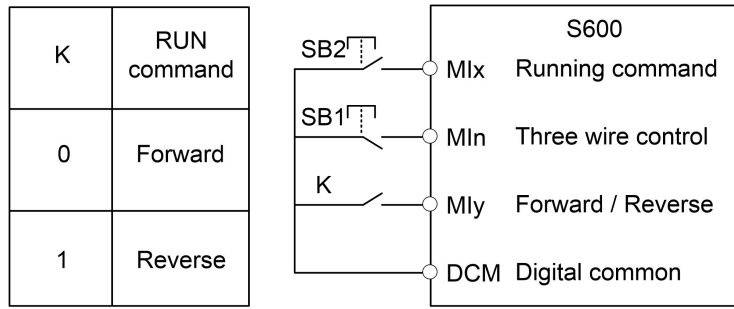 K
RUN
command
0
Forward
1
Reverse
S600
SB2
MIx
Running command
SB1
MIn
Three wire control
K
MIy
Forward / Reverse
DCM
Digital common